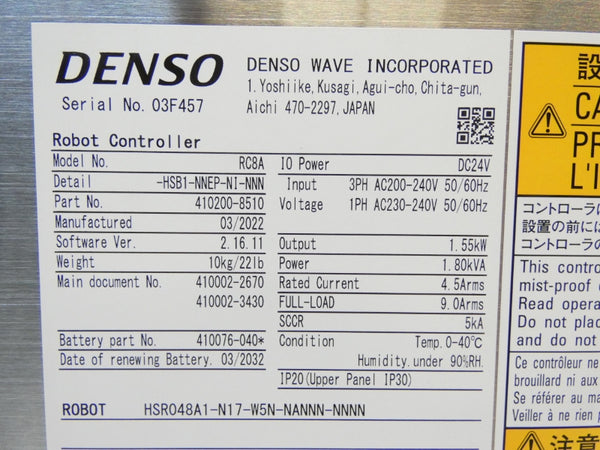 DENSO
DENSO WAVE INCORPORATED
1. Yoshiike, Kusagi, Agui-cho, Chita-gun,
Aichi 470-2297, JAPAN
Serial No. 03F457
Robot Controller
Model No. RC8A
Detail -HSB1-NNEP-NI-NNN
Part No. 410200-8510
Manufactured 03/2022
Software Ver. 2.16.11
Weight 10kg/22lb
Main document No. 410002-2670
410002-3430
Battery part No. 410076-040*
Date of renewing Battery. 03/2032
IO Power DC24V
Input 3PH AC200-240V 50/60Hz
Voltage 1PH AC230-240V 50/60Hz
Output 1.55kW
Power 1.80kVA
Rated Current 4.5Arms
FULL-LOAD 9.0Arms
SCCR 5kA
Condition Temp. 0-40℃
Humidity. under 90%RH.
IP20(Upper Panel IP30)
ROBOT HSR048A1-N17-W5N-NANNN-NNNN
設
CA
PR
L'I
コントローラに
設置の前には
コントローラの
This contro
mist-proof
Read opera
Do not plac
and do not
Ce contrôleur ne
brouillard ni aux
Se référer au ma
Veiller à ne rien
注意